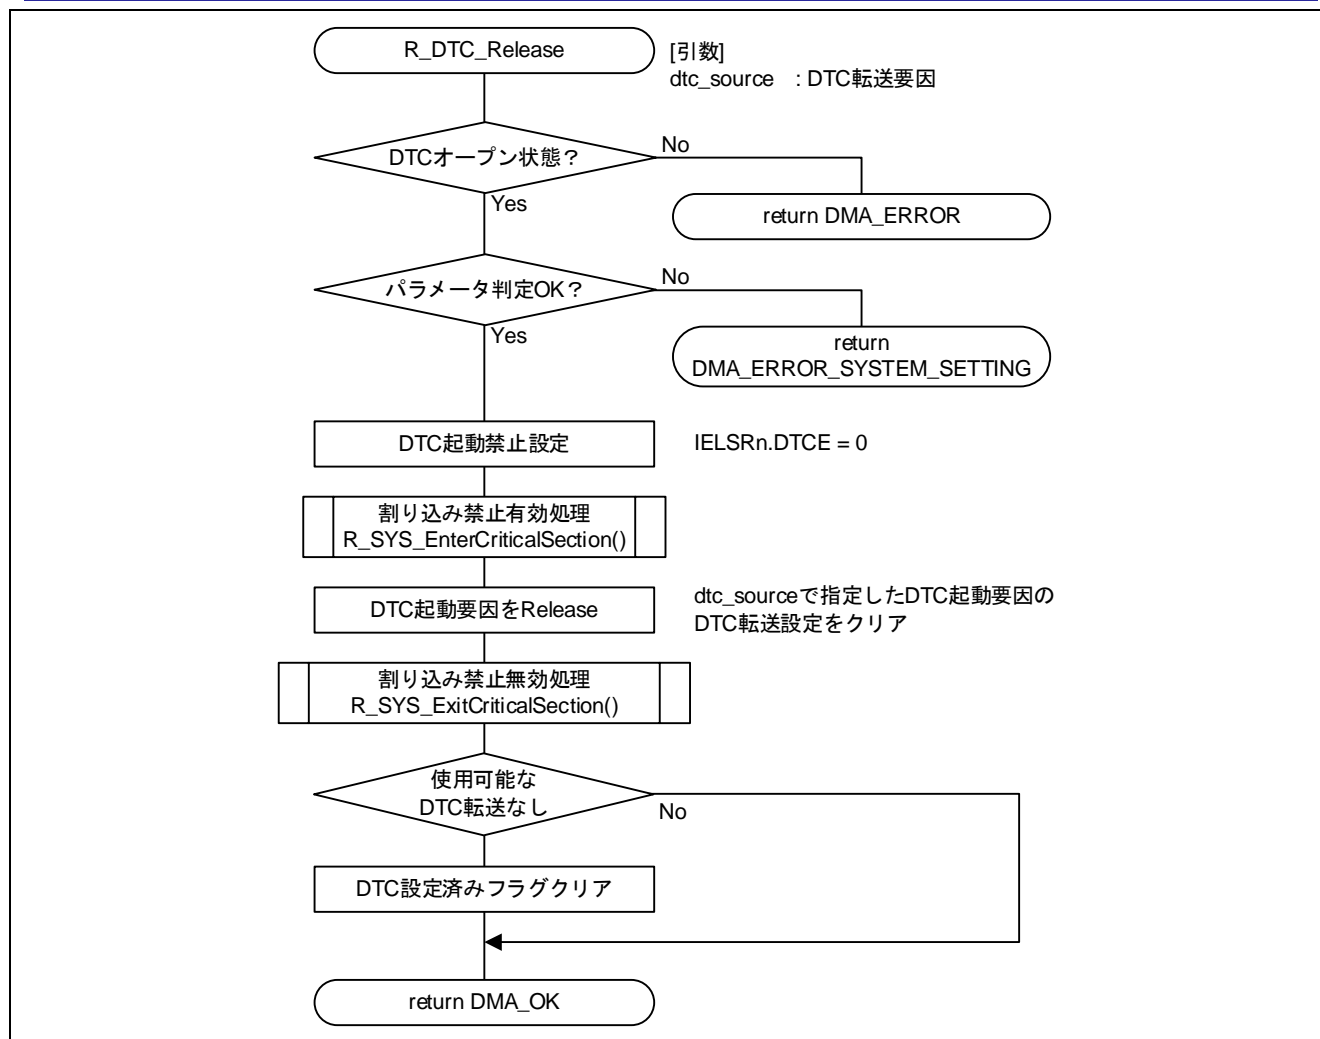 R_DTC_Release
[引数]
dtc_source : DTC転送要因
DTCオープン状態？
No
Yes
return DMA_ERROR
パラメータ判定OK？
No
Yes
return
DMA_ERROR_SYSTEM_SETTING
DTC起動禁止設定
IELSRn.DTCE = 0
割り込み禁止有効処理
R_SYS_EnterCriticalSection()
DTC起動要因をRelease
dtc_sourceで指定したDTC起動要因の
DTC転送設定をクリア
割り込み禁止無効処理
R_SYS_ExitCriticalSection()
使用可能な
DTC転送なし
No
DTC設定済みフラグクリア
return DMA_OK